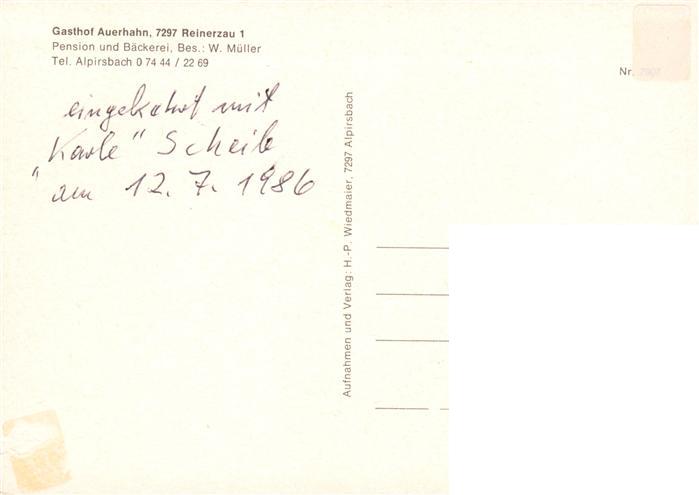 Gasthof Auerhahn, 7297 Reinerzau 1
Pension und Bäckerei, Bes.: W. Müller
Tel. Alpirsbach 0 74 44 / 22 69
Nr.
eingekehrt mit
"Karle" Scheib
am 12. 7. 1986
Aufnahmen und Verlag: H.-P. Wiedmaier, 7297 Alpirsbach